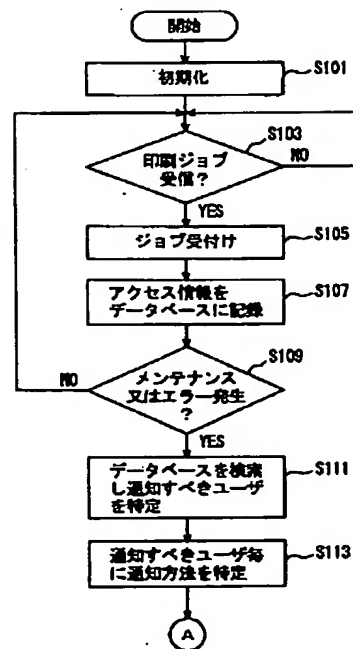 開始
S101
初期化
S103
印刷ジョブ
受信?
NO
YES
S105
ジョブ受付け
S107
アクセス情報を
データベースに記録
S109
メンテナンス
又はエラー発生
?
NO
YES
S111
データベースを検索
し通知すべきユーザ
を特定
S113
通知すべきユーザ毎
に通知方法を特定
A